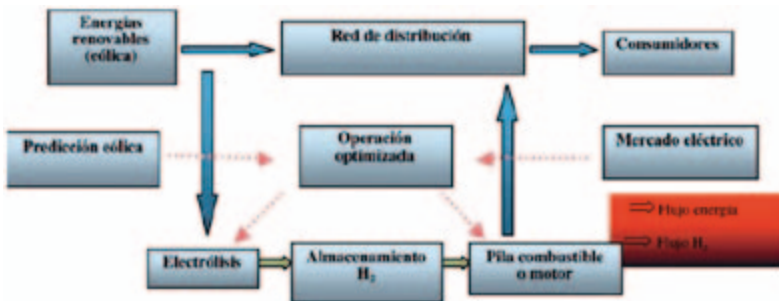 Energías
renovables
(eólica)
Red de distribución
Consumidores
Predicción eólica
Operación
optimizada
Mercado eléctrico
Flujo energía
Flujo H₂
Electrólisis
Almacenamiento
H₂
Pila combustible
o motor